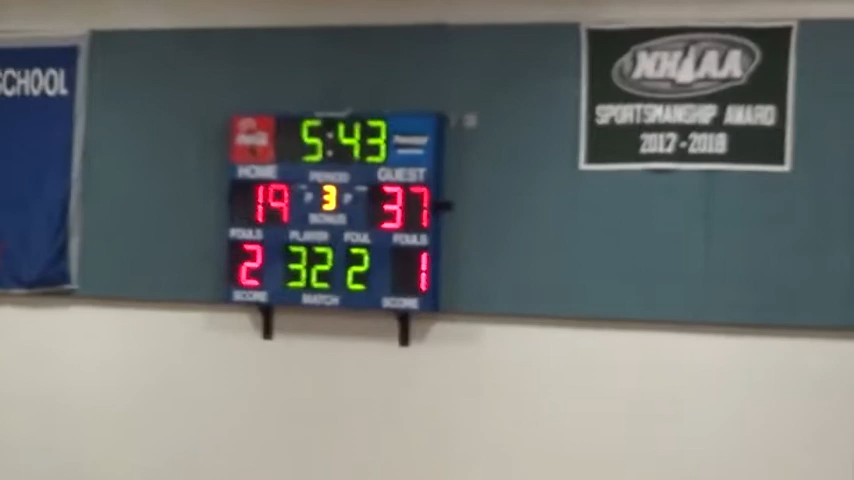 SCHOOL
NHIAA
SPORTSMANSHIP AWARD
2017-2018
5:43
HOME PERIOD GUEST
19 P 3 P 37
BONUS
FOULS PLAYER FOUL FOULS
2 32 2 1
SCORE MATCH SCORE